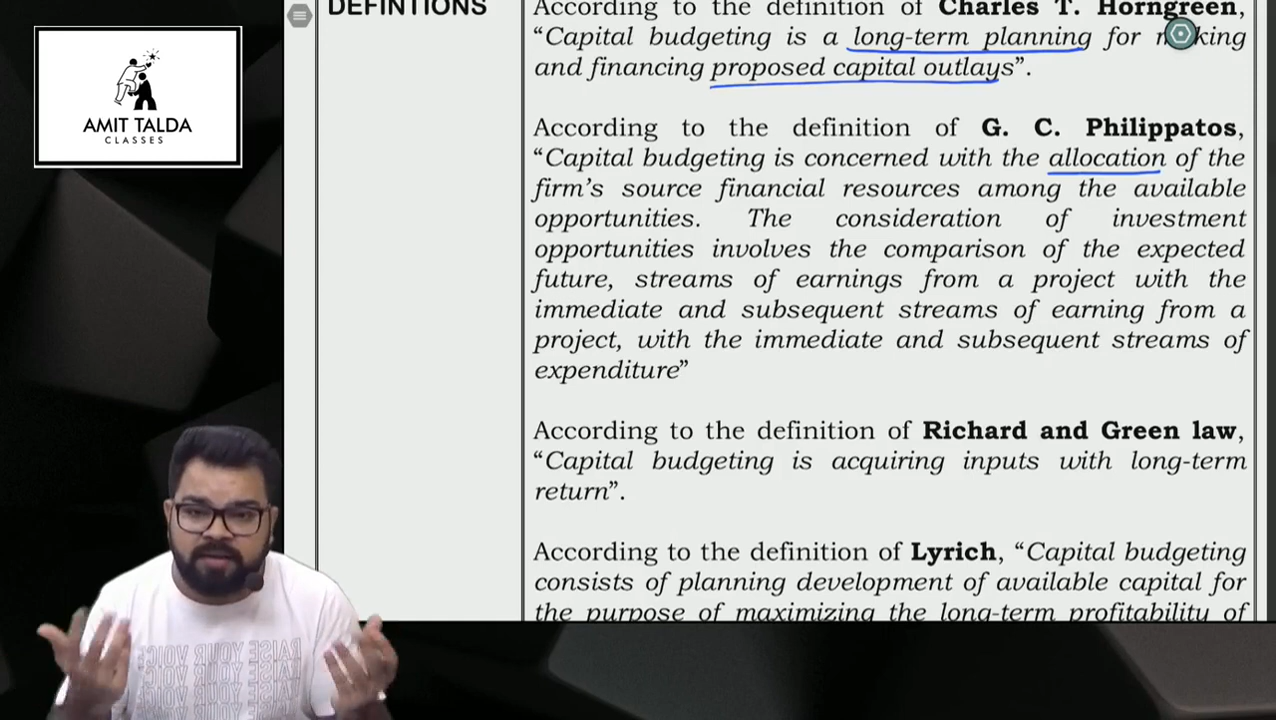 DEFINTIONS
According to the definition of Charles T. Horngreen,
“Capital budgeting is a long-term planning for making
and financing proposed capital outlays”.
According to the definition of G. C. Philippatos,
“Capital budgeting is concerned with the allocation of the
firm’s source financial resources among the available
opportunities. The consideration of investment
opportunities involves the comparison of the expected
future, streams of earnings from a project with the
immediate and subsequent streams of earning from a
project, with the immediate and subsequent streams of
expenditure”
According to the definition of Richard and Green law,
“Capital budgeting is acquiring inputs with long-term
return”.
According to the definition of Lyrich, “Capital budgeting
consists of planning development of available capital for
the purpose of maximizing the long-term profitability of
AMIT TALDA
CLASSES
RAISE YOUR VOICE